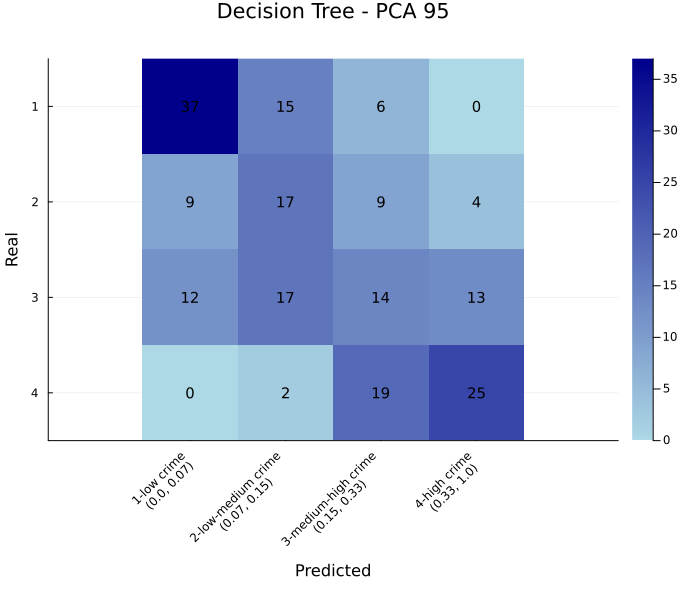 Decision Tree - PCA 95
Real
1
37 15 6 0
2
9 17 9 4
3
12 17 14 13
4
0 2 19 25
1-low crime
(0.0, 0.07)
2-low-medium crime
(0.07, 0.15)
3-medium-high crime
(0.15, 0.33)
4-high crime
(0.33, 1.0)
Predicted
35
30
25
20
15
10
5
0